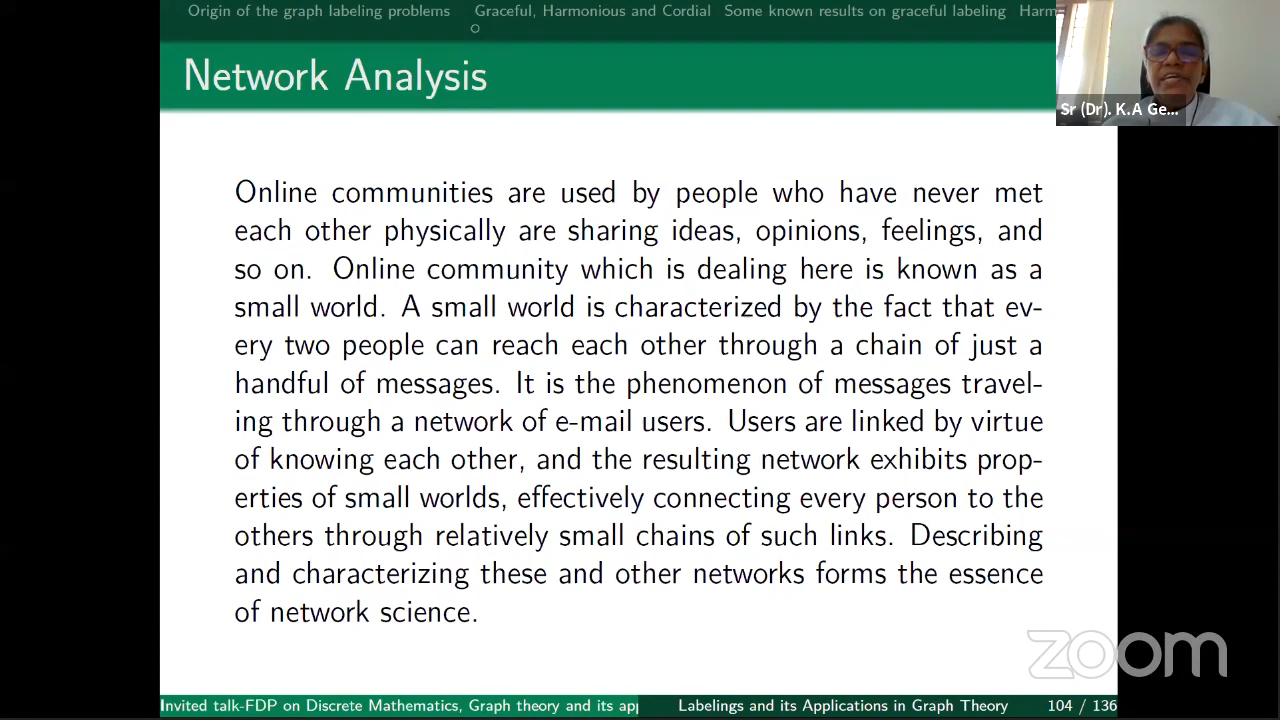 Origin of the graph labeling problems Graceful, Harmonious and Cordial Some known results on graceful labeling Harm
Network Analysis
Sr (Dr). K.A Ge...
Online communities are used by people who have never met
each other physically are sharing ideas, opinions, feelings, and
so on. Online community which is dealing here is known as a
small world. A small world is characterized by the fact that ev-
ery two people can reach each other through a chain of just a
handful of messages. It is the phenomenon of messages travel-
ing through a network of e-mail users. Users are linked by virtue
of knowing each other, and the resulting network exhibits prop-
erties of small worlds, effectively connecting every person to the
others through relatively small chains of such links. Describing
and characterizing these and other networks forms the essence
of network science.
zoom
Invited talk-FDP on Discrete Mathematics, Graph theory and its app Labelings and its Applications in Graph Theory 104 / 136